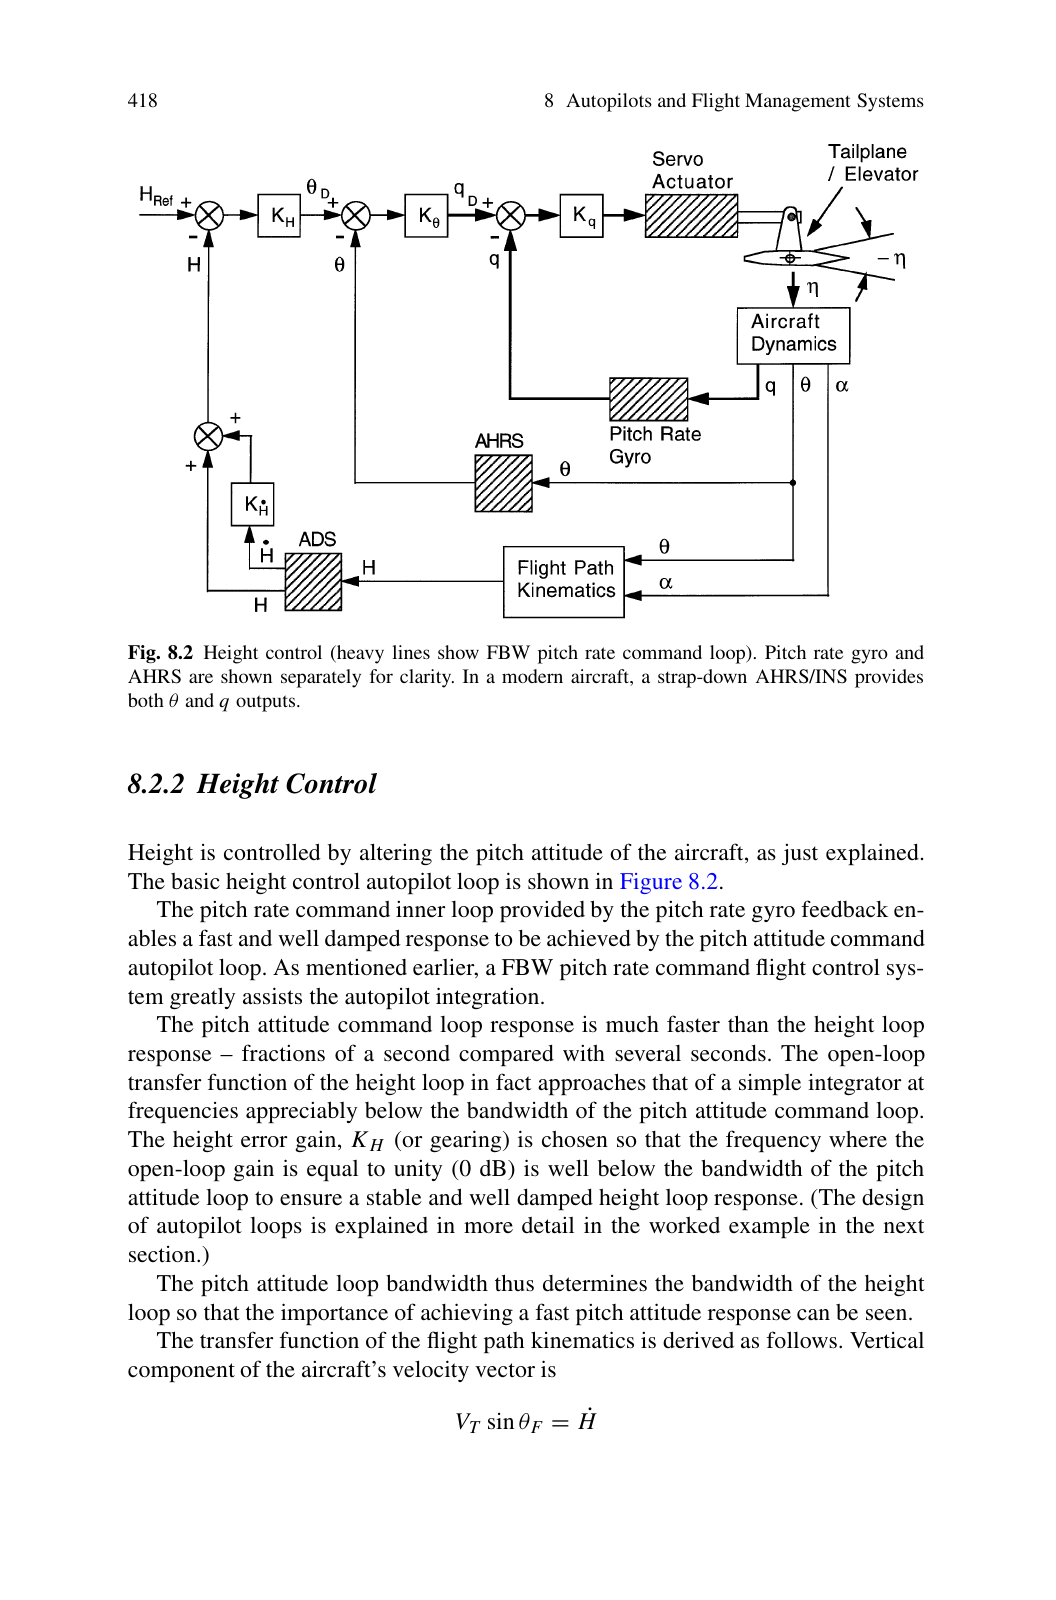 418
8 Autopilots and Flight Management Systems
Tailplane
/ Elevator
Servo
Actuator
H_Ref +
K_H
θ_D +
K_θ
q_D +
K_q
-
H
-
θ
-
q
– η
η
Aircraft
Dynamics
q θ α
+
+
Pitch Rate
Gyro
AHRS
θ
K_Ḣ
Ḣ
ADS
H
H
Flight Path
Kinematics
θ
α
Fig. 8.2 Height control (heavy lines show FBW pitch rate command loop). Pitch rate gyro and
AHRS are shown separately for clarity. In a modern aircraft, a strap-down AHRS/INS provides
both θ and q outputs.
8.2.2 Height Control
Height is controlled by altering the pitch attitude of the aircraft, as just explained.
The basic height control autopilot loop is shown in Figure 8.2.
The pitch rate command inner loop provided by the pitch rate gyro feedback en-
ables a fast and well damped response to be achieved by the pitch attitude command
autopilot loop. As mentioned earlier, a FBW pitch rate command flight control sys-
tem greatly assists the autopilot integration.
The pitch attitude command loop response is much faster than the height loop
response – fractions of a second compared with several seconds. The open-loop
transfer function of the height loop in fact approaches that of a simple integrator at
frequencies appreciably below the bandwidth of the pitch attitude command loop.
The height error gain, K_H (or gearing) is chosen so that the frequency where the
open-loop gain is equal to unity (0 dB) is well below the bandwidth of the pitch
attitude loop to ensure a stable and well damped height loop response. (The design
of autopilot loops is explained in more detail in the worked example in the next
section.)
The pitch attitude loop bandwidth thus determines the bandwidth of the height
loop so that the importance of achieving a fast pitch attitude response can be seen.
The transfer function of the flight path kinematics is derived as follows. Vertical
component of the aircraft's velocity vector is
V_T sin θ_F = Ḣ